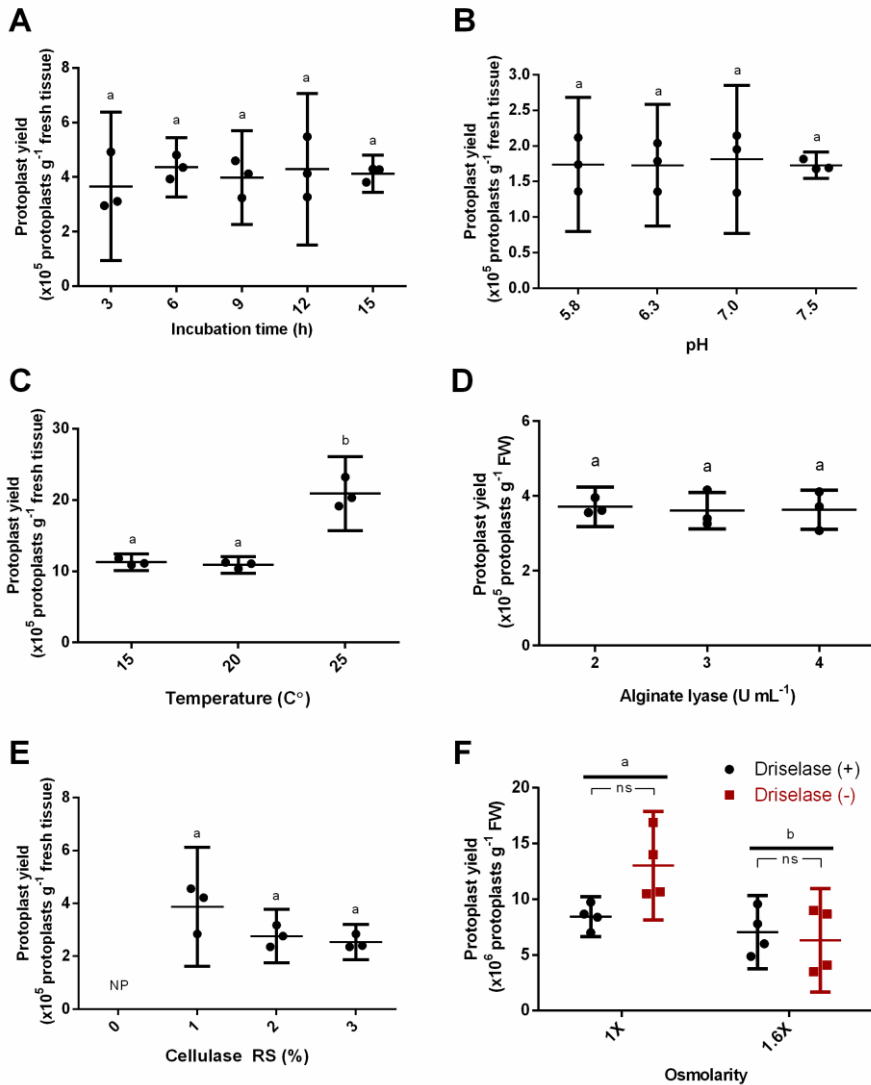 A
Protoplast yield
(x10⁵ protoplasts g⁻¹ fresh tissue)
8
6
4
2
0
a
a
a
a
a
3
6
9
12
15
Incubation time (h)
B
Protoplast yield
(x10⁵ protoplasts g⁻¹ fresh tissue)
3.0
2.5
2.0
1.5
1.0
0.5
0.0
a
a
a
a
5.8
6.3
7.0
7.5
pH
C
Protoplast yield
(x10⁵ protoplasts g⁻¹ fresh tissue)
30
20
10
0
a
a
b
15
20
25
Temperature (Cº)
D
Protoplast yield
(x10⁵ protoplasts g⁻¹ FW)
6
4
2
0
a
a
a
2
3
4
Alginate lyase (U mL⁻¹)
E
Protoplast yield
(x10⁵ protoplasts g⁻¹ fresh tissue)
8
6
4
2
0
NP
a
a
a
0
1
2
3
Cellulase RS (%)
F
Protoplast yield
(x10⁶ protoplasts g⁻¹ FW)
20
15
10
5
0
Driselase (+)
Driselase (-)
a
ns
b
ns
1X
1.6X
Osmolarity